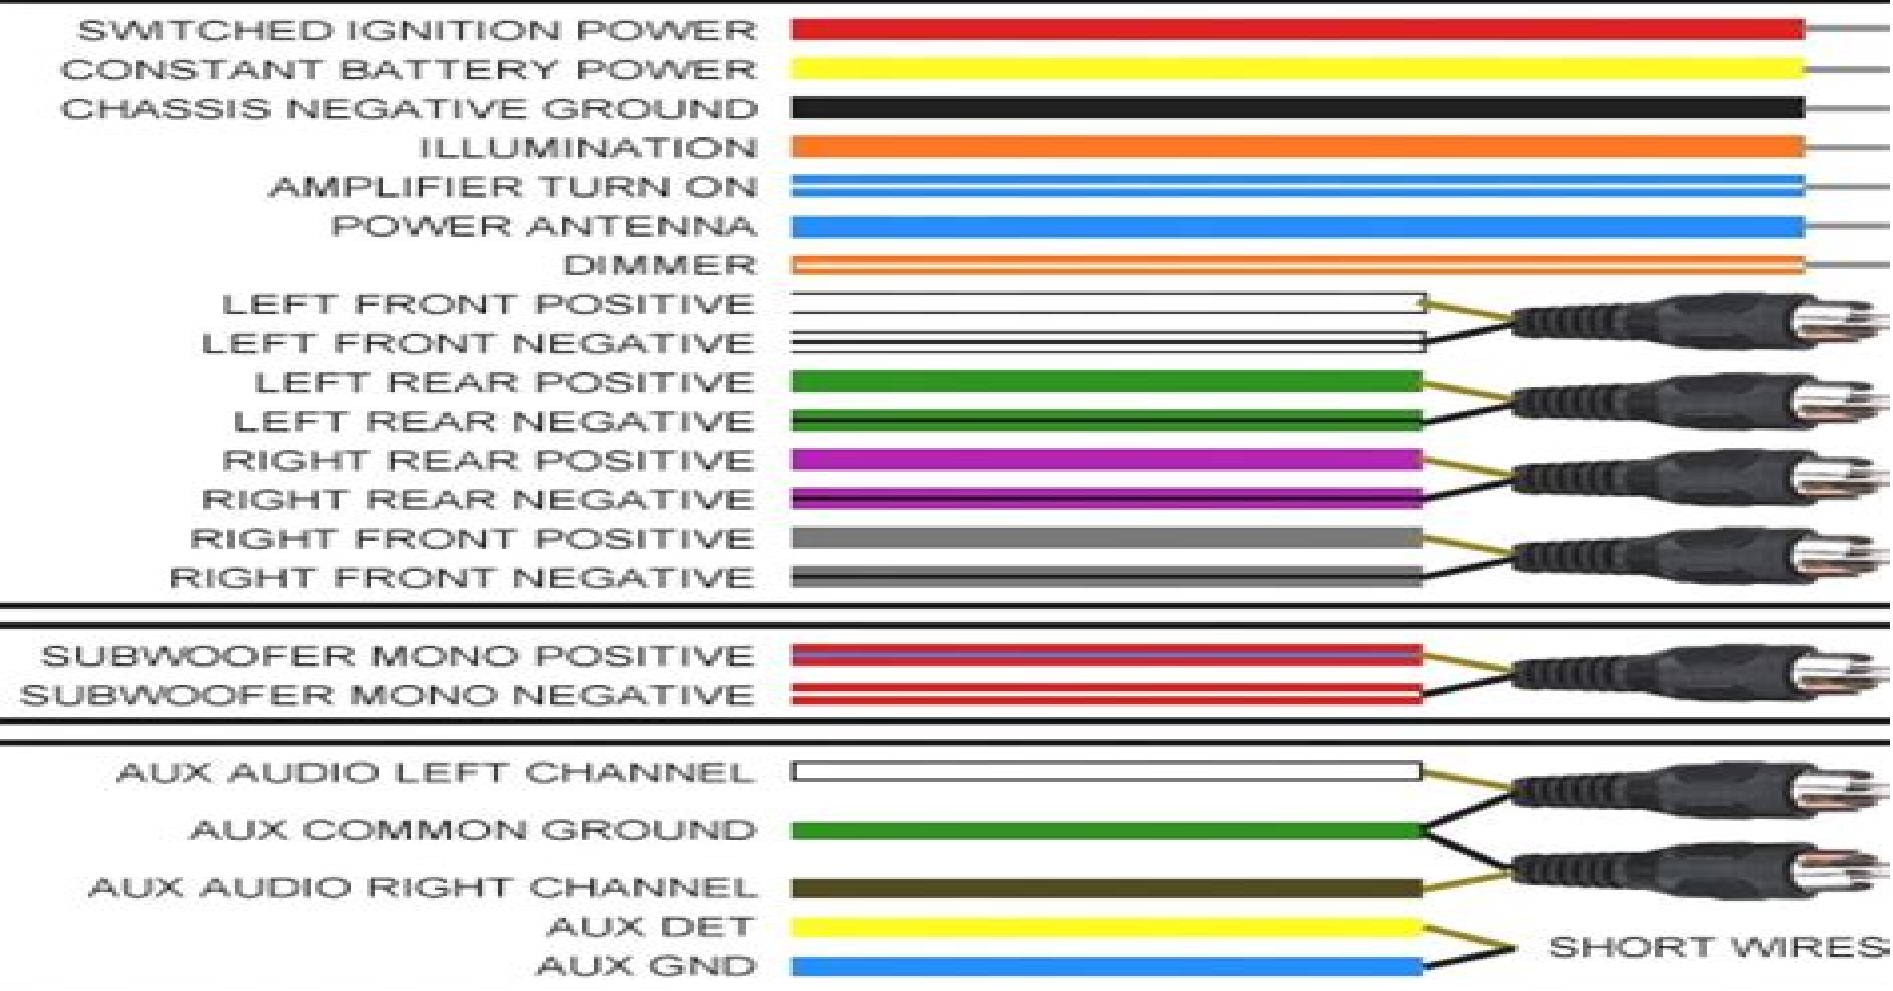 SWITCHED IGNITION POWER
CONSTANT BATTERY POWER
CHASSIS NEGATIVE GROUND
ILLUMINATION
AMPLIFIER TURN ON
POWER ANTENNA
DIMMER
LEFT FRONT POSITIVE
LEFT FRONT NEGATIVE
LEFT REAR POSITIVE
LEFT REAR NEGATIVE
RIGHT REAR POSITIVE
RIGHT REAR NEGATIVE
RIGHT FRONT POSITIVE
RIGHT FRONT NEGATIVE
SUBWOOFER MONO POSITIVE
SUBWOOFER MONO NEGATIVE
AUX AUDIO LEFT CHANNEL
AUX COMMON GROUND
AUX AUDIO RIGHT CHANNEL
AUX DET
AUX GND
SHORT WIRES